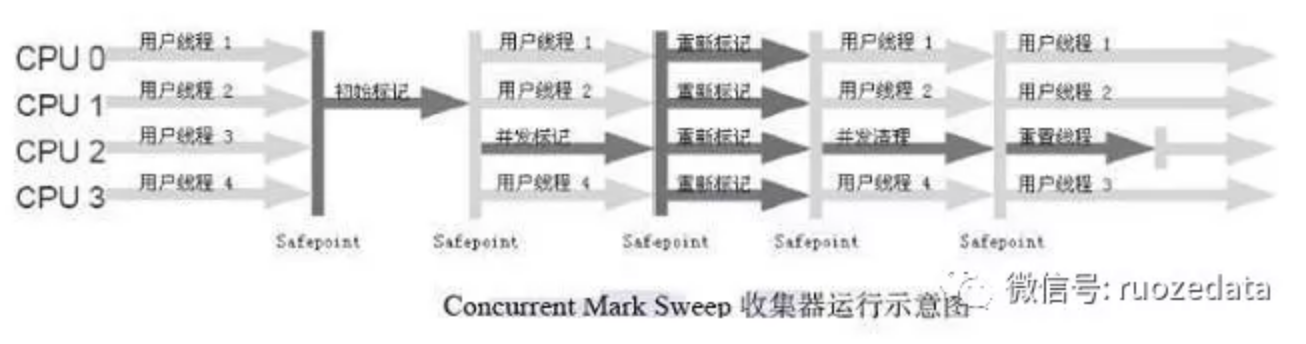 CPU 0 用户线程 1 用户线程 1 重新标记 用户线程 1 用户线程 1
CPU 1 用户线程 2 初始标记 用户线程 2 重新标记 用户线程 2 用户线程 2
CPU 2 用户线程 3 并发标记 重新标记 并发清理 重置线程
CPU 3 用户线程 4 用户线程 4 重新标记 用户线程 4 用户线程 3
Safepoint Safepoint Safepoint Safepoint Safepoint
Concurrent Mark Sweep 收集器运行示意图
微信号: ruozedata